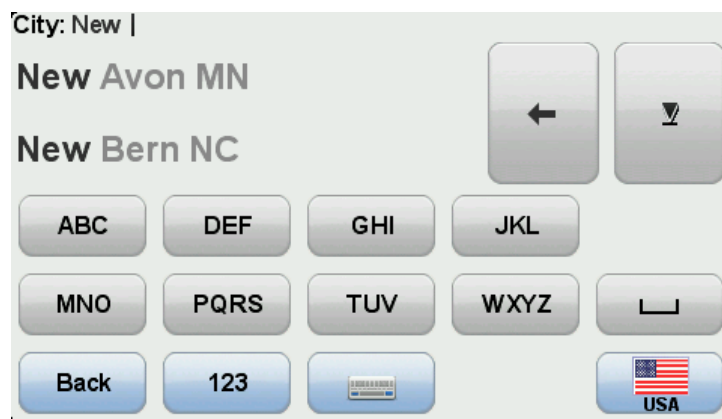 City: New |
New Avon MN
New Bern NC
ABC DEF GHI JKL
MNO PQRS TUV WXYZ
Back 123 USA